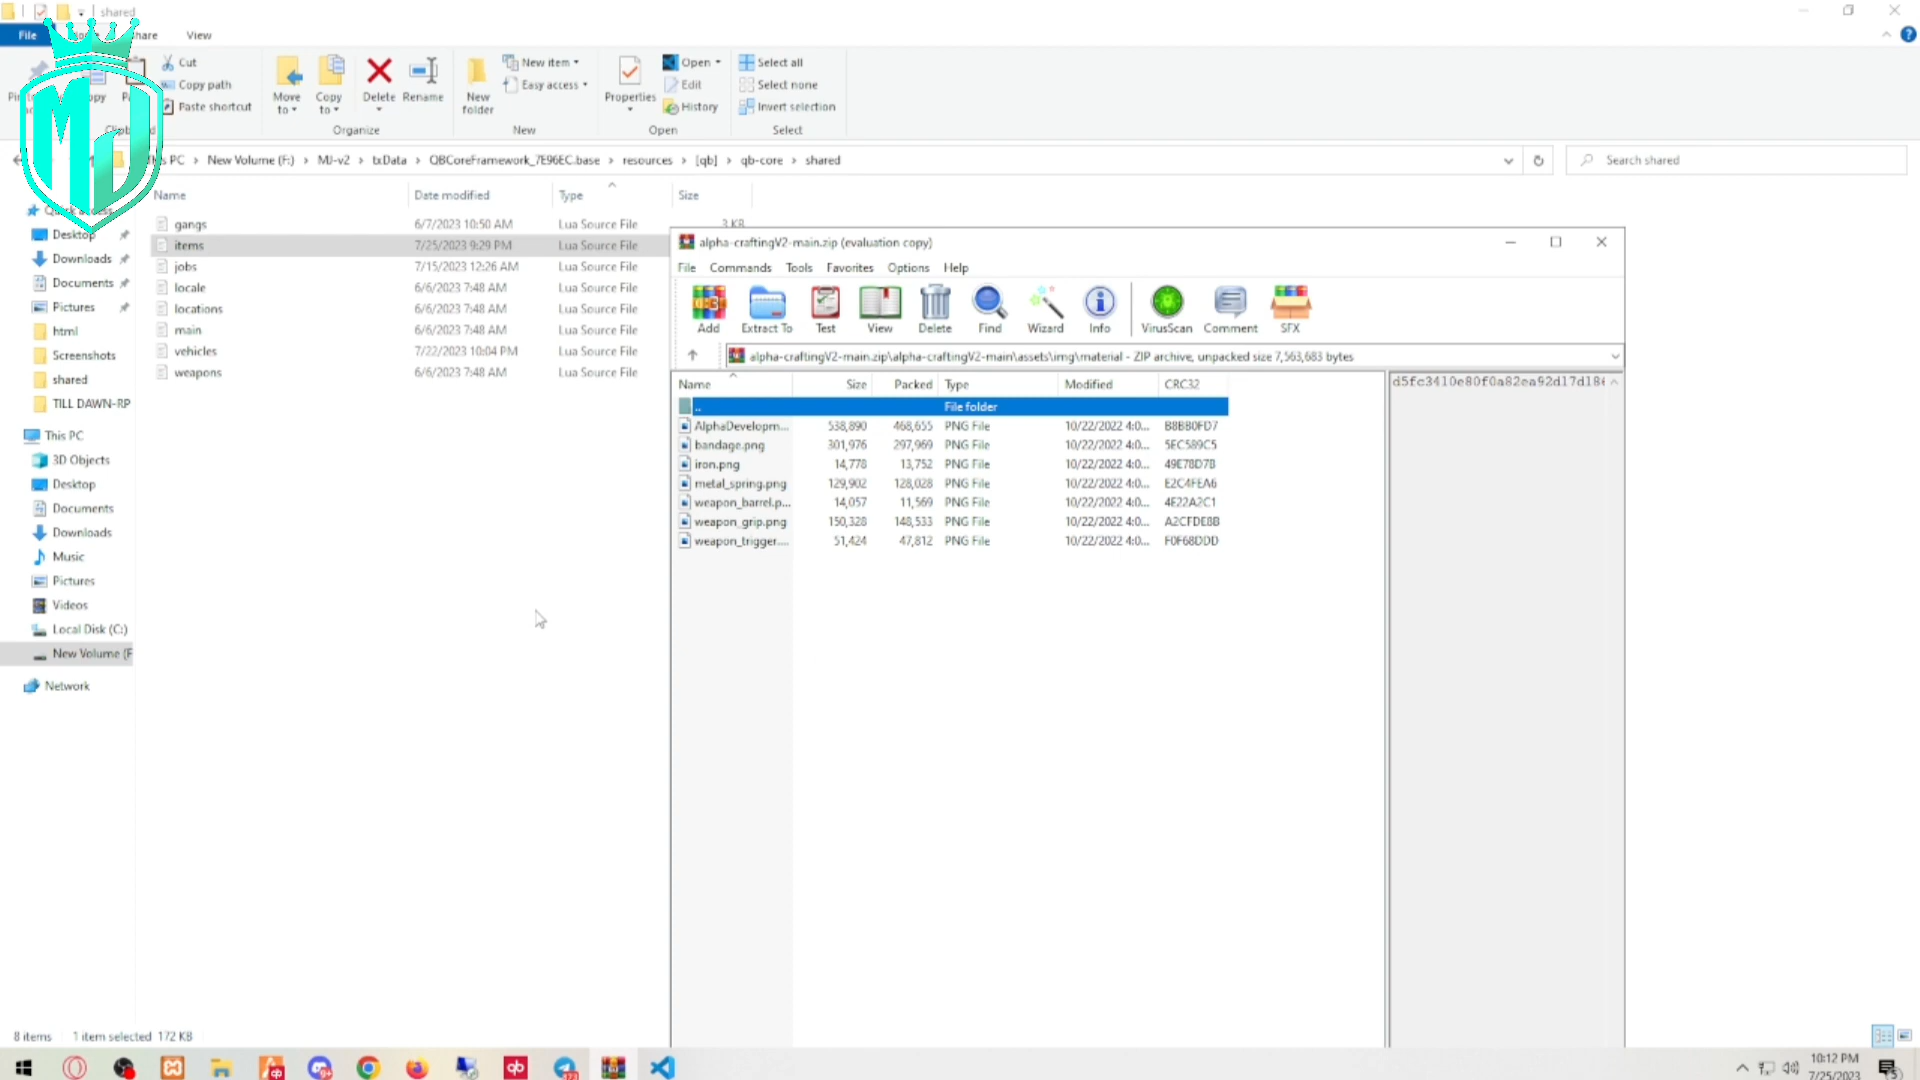 shared
File
Share
View
Cut
Copy path
Paste shortcut
Move to
Copy to
Delete
Rename
Organize
New folder
New item
Easy access
New
Properties
Open
Edit
History
Open
Select all
Select none
Invert selection
Select
This PC › New Volume (F:) › MJ-v2 › txData › QBCoreFramework_7E96EC.base › resources › [qb] › qb-core › shared
Search shared
MJ
Name Date modified Type Size
gangs 6/7/2023 10:50 AM Lua Source File 3 KB
items 7/25/2023 9:29 PM Lua Source File
jobs 7/15/2023 12:26 AM Lua Source File
locale 6/6/2023 7:48 AM Lua Source File
locations 6/6/2023 7:48 AM Lua Source File
main 6/6/2023 7:48 AM Lua Source File
vehicles 7/22/2023 10:04 PM Lua Source File
weapons 6/6/2023 7:48 AM Lua Source File
Quick access
Desktop
Downloads
Documents
Pictures
html
Screenshots
shared
TILL DAWN-RP
This PC
3D Objects
Desktop
Documents
Downloads
Music
Pictures
Videos
Local Disk (C:)
New Volume (F
Network
alpha-craftingV2-main.zip (evaluation copy)
File Commands Tools Favorites Options Help
Add Extract To Test View Delete Find Wizard Info VirusScan Comment SFX
alpha-craftingV2-main.zip\alpha-craftingV2-main\assets\img\material - ZIP archive, unpacked size 7,563,683 bytes
Name Size Packed Type Modified CRC32
.. File folder
AlphaDevelopm... 538,890 468,655 PNG File 10/22/2022 4:0... B8BB0FD7
bandage.png 301,976 297,969 PNG File 10/22/2022 4:0... 5EC589C5
iron.png 14,778 13,752 PNG File 10/22/2022 4:0... 49E78D7B
metal_spring.png 129,902 128,028 PNG File 10/22/2022 4:0... E2C4FEA6
weapon_barrel.p... 14,057 11,569 PNG File 10/22/2022 4:0... 4E22A2C1
weapon_grip.png 150,328 148,533 PNG File 10/22/2022 4:0... A2CFDE8B
weapon_trigger.... 51,424 47,812 PNG File 10/22/2022 4:0... F0F68DDD
d5fc3410e80f0a82ea92d17d18
8 items 1 item selected 172 KB
10:12 PM
7/25/2023